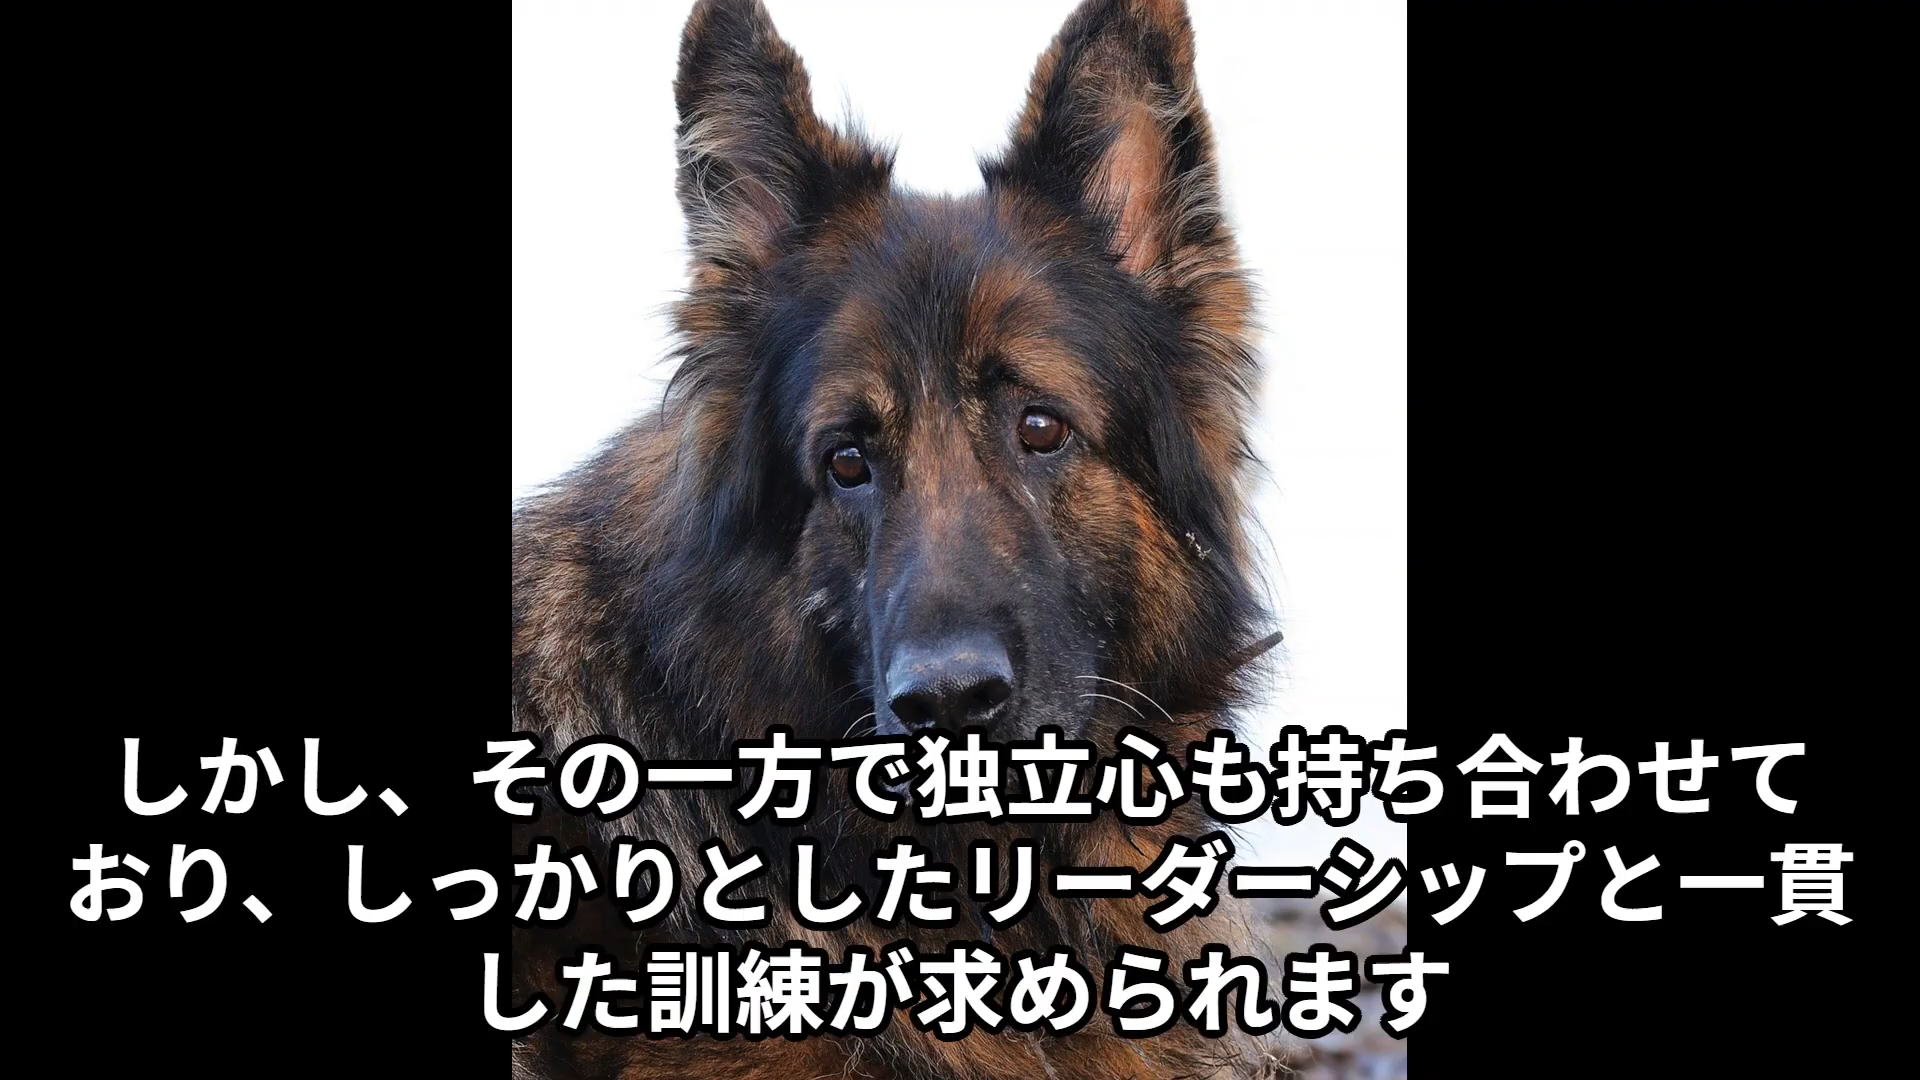 しかし、その一方で独立心も持ち合わせて
おり、しっかりとしたリーダーシップと一貫
した訓練が求められます